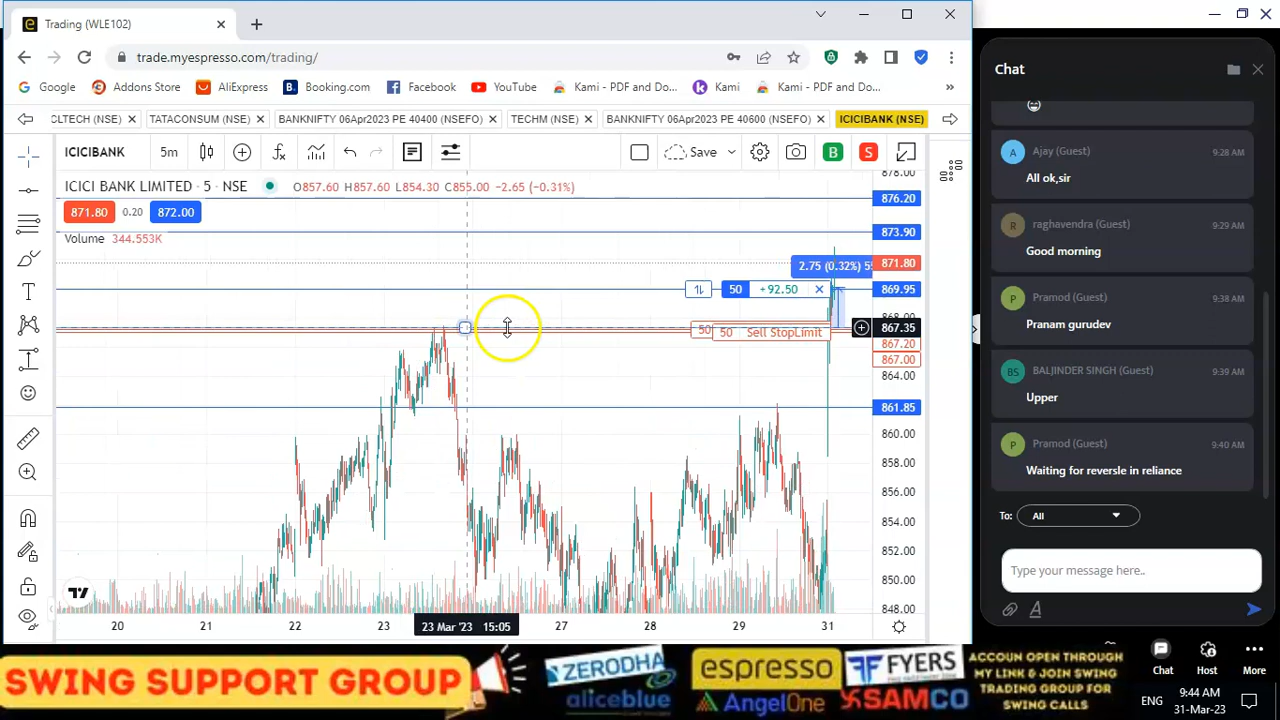 Trading (WLE102)
trade.myespresso.com/trading/
Google
Addons Store
AliExpress
Booking.com
Facebook
YouTube
Kami - PDF and Do...
Kami
Kami - PDF and Do...
CLTECH (NSE)
TATACONSUM (NSE)
BANKNIFTY 06Apr2023 PE 40400 (NSEFO)
TECHM (NSE)
BANKNIFTY 06Apr2023 PE 40600 (NSEFO)
ICICIBANK (NSE)
ICICIBANK
5m
Save
B
S
ICICI BANK LIMITED · 5 · NSE
O857.60 H857.60 L854.30 C855.00 −2.65 (−0.31%)
871.80
0.20
872.00
Volume 344.553K
878.00
876.20
873.90
871.80
869.95
868.00
867.35
867.20
867.00
864.00
861.85
860.00
858.00
856.00
854.00
852.00
850.00
848.00
2.75 (0.32%) 5
50
+92.50
50
50 Sell StopLimit
20
21
22
23
23 Mar '23 15:05
27
28
29
31
Chat
Ajay (Guest)
9:28 AM
All ok,sir
raghavendra (Guest)
9:29 AM
Good morning
Pramod (Guest)
9:38 AM
Pranam gurudev
BS
BALJINDER SINGH (Guest)
9:39 AM
Upper
Pramod (Guest)
9:40 AM
Waiting for reversle in reliance
To:
All
Type your message here..
Chat
Host
More
SWING SUPPORT GROUP
ZERODHA
aliceblue
espresso
AngelOne
FYERS
SAMCO
ACCOUN OPEN THROUGH
MY LINK & JOIN SWING
TRADING GROUP FOR
SWING CALLS
ENG
9:44 AM
31-Mar-23